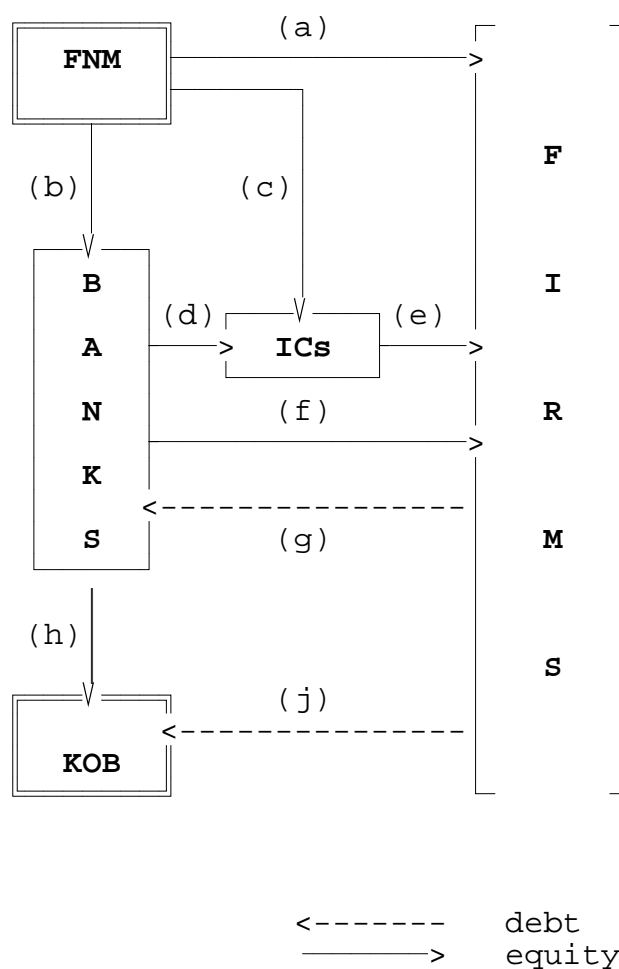 (a)
FNM
F
(b)
(c)
B
I
(d)
(e)
A
ICs
N
(f)
R
K
S
(g)
M
(h)
S
(j)
KOB
debt
equity